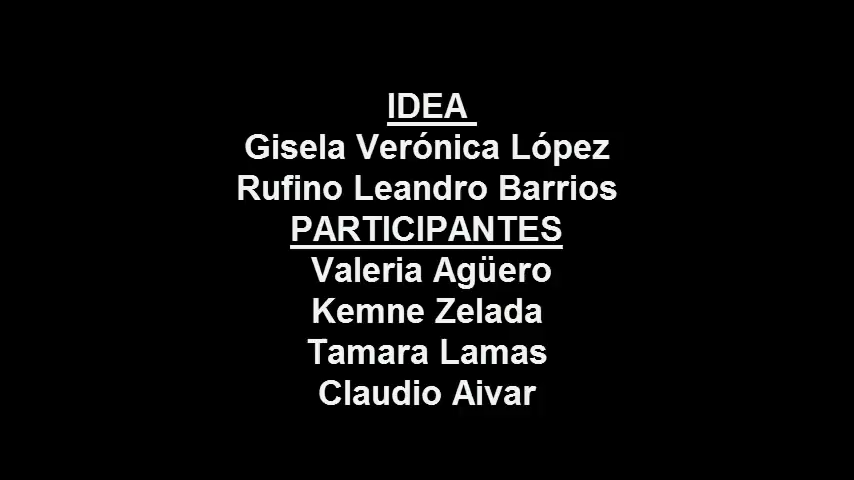 IDEA
Gisela Verónica López
Rufino Leandro Barrios
PARTICIPANTES
Valeria Agüero
Kemne Zelada
Tamara Lamas
Claudio Aivar